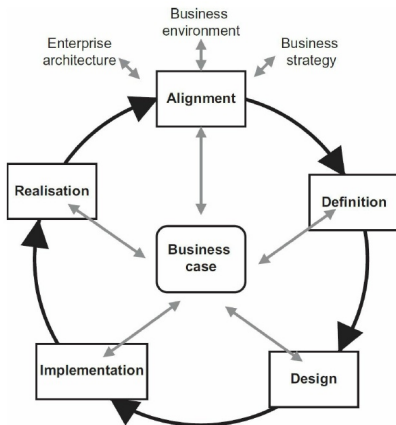 Business
environment
Enterprise
architecture
Business
strategy
Alignment
Realisation
Definition
Business
case
Implementation
Design